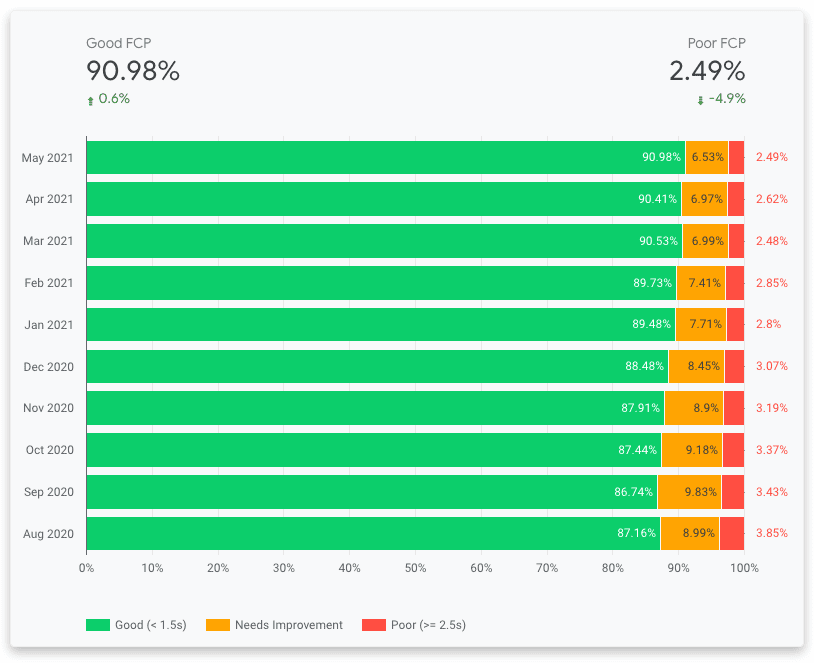 Good FCP
Poor FCP
90.98%
2.49%
0.6%
-4.9%
May 2021 90.98% 6.53% 2.49%
Apr 2021 90.41% 6.97% 2.62%
Mar 2021 90.53% 6.99% 2.48%
Feb 2021 89.73% 7.41% 2.85%
Jan 2021 89.48% 7.71% 2.8%
Dec 2020 88.48% 8.45% 3.07%
Nov 2020 87.91% 8.9% 3.19%
Oct 2020 87.44% 9.18% 3.37%
Sep 2020 86.74% 9.83% 3.43%
Aug 2020 87.16% 8.99% 3.85%
0% 10% 20% 30% 40% 50% 60% 70% 80% 90% 100%
Good (< 1.5s) Needs Improvement Poor (>= 2.5s)